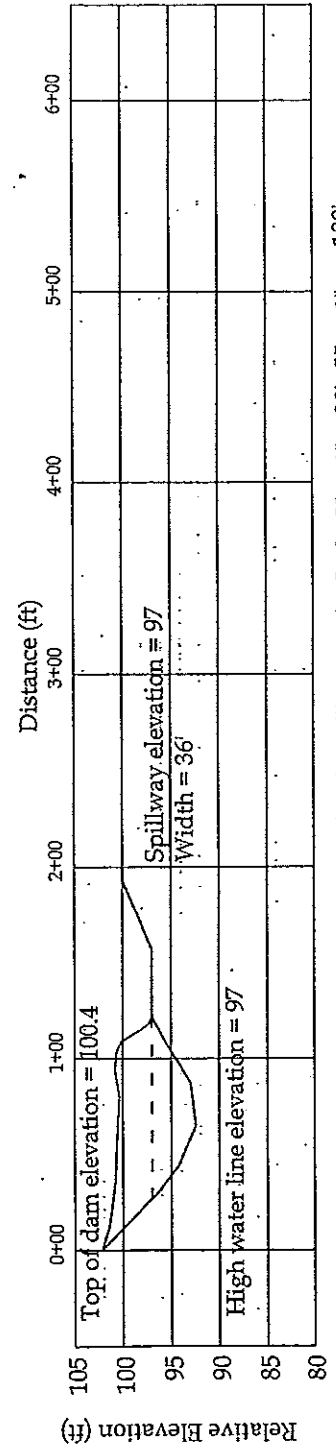 Distance (ft)
0+00 1+00 2+00 3+00 4+00 5+00 6+00
Relative Elevation (ft)
105
100
95
90
85
80
Top of dam elevation = 100.4
Spillway elevation = 97
Width = 36'
High water line elevation = 97